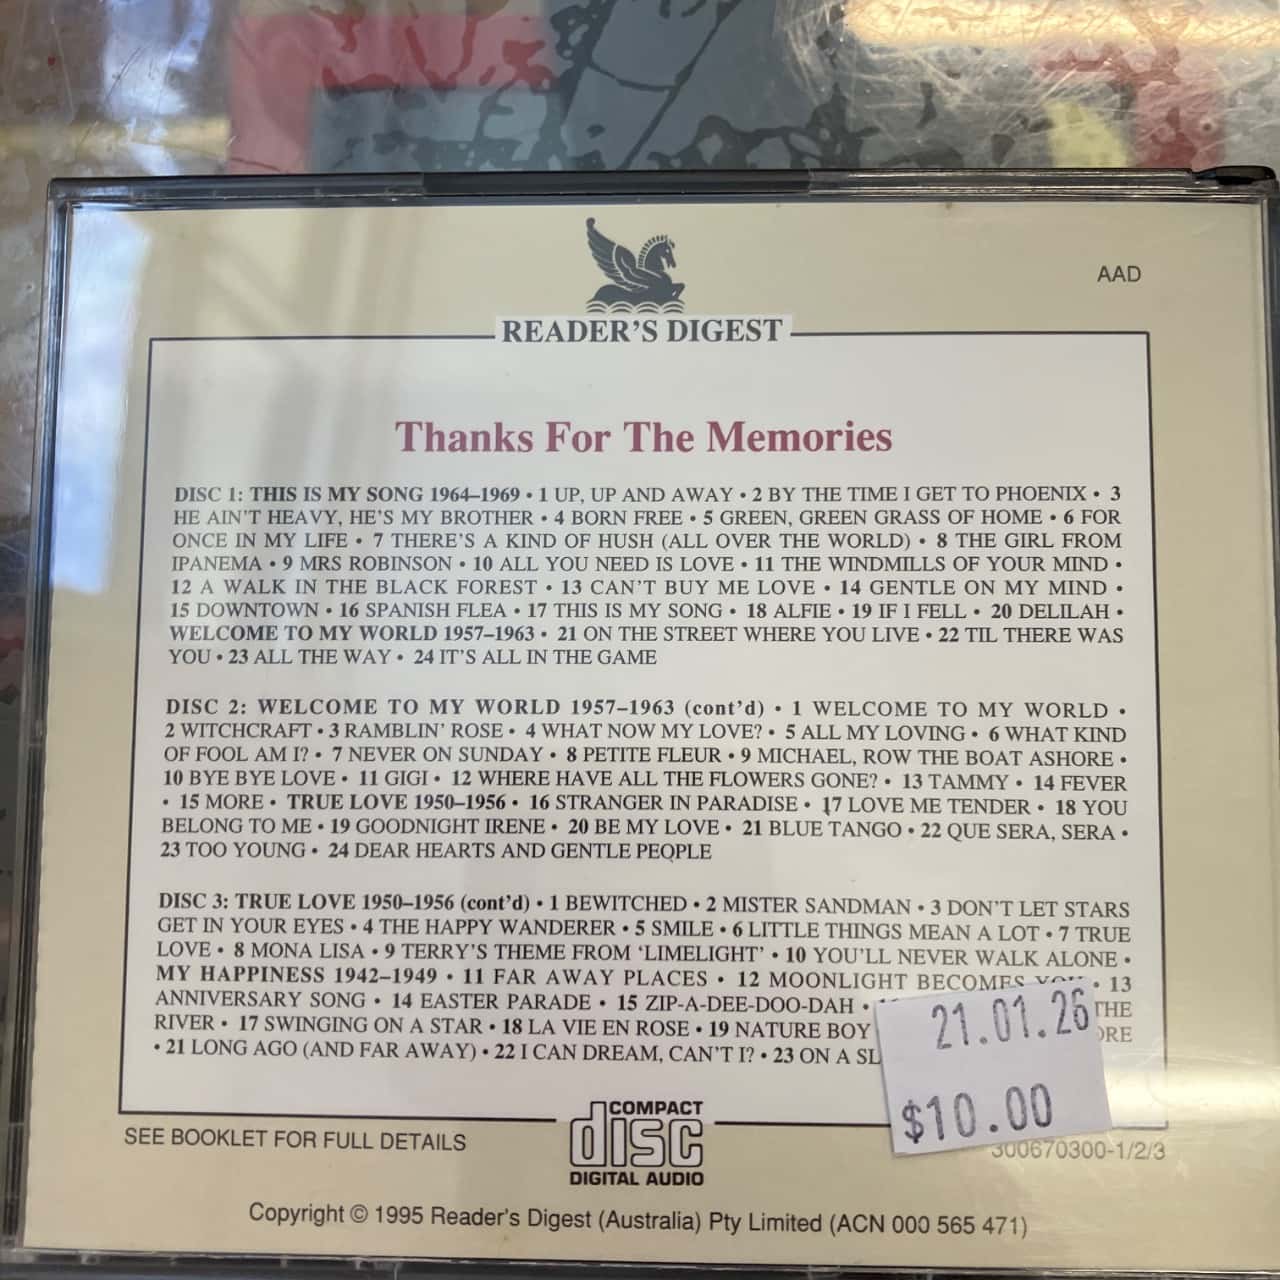 AAD
READER'S DIGEST
Thanks For The Memories
DISC 1: THIS IS MY SONG 1964–1969 • 1 UP, UP AND AWAY • 2 BY THE TIME I GET TO PHOENIX • 3
HE AIN'T HEAVY, HE'S MY BROTHER • 4 BORN FREE • 5 GREEN, GREEN GRASS OF HOME • 6 FOR
ONCE IN MY LIFE • 7 THERE'S A KIND OF HUSH (ALL OVER THE WORLD) • 8 THE GIRL FROM
IPANEMA • 9 MRS ROBINSON • 10 ALL YOU NEED IS LOVE • 11 THE WINDMILLS OF YOUR MIND •
12 A WALK IN THE BLACK FOREST • 13 CAN'T BUY ME LOVE • 14 GENTLE ON MY MIND •
15 DOWNTOWN • 16 SPANISH FLEA • 17 THIS IS MY SONG • 18 ALFIE • 19 IF I FELL • 20 DELILAH •
WELCOME TO MY WORLD 1957–1963 • 21 ON THE STREET WHERE YOU LIVE • 22 TIL THERE WAS
YOU • 23 ALL THE WAY • 24 IT'S ALL IN THE GAME
DISC 2: WELCOME TO MY WORLD 1957–1963 (cont'd) • 1 WELCOME TO MY WORLD •
2 WITCHCRAFT • 3 RAMBLIN' ROSE • 4 WHAT NOW MY LOVE? • 5 ALL MY LOVING • 6 WHAT KIND
OF FOOL AM I? • 7 NEVER ON SUNDAY • 8 PETITE FLEUR • 9 MICHAEL, ROW THE BOAT ASHORE •
10 BYE BYE LOVE • 11 GIGI • 12 WHERE HAVE ALL THE FLOWERS GONE? • 13 TAMMY • 14 FEVER
• 15 MORE • TRUE LOVE 1950–1956 • 16 STRANGER IN PARADISE • 17 LOVE ME TENDER • 18 YOU
BELONG TO ME • 19 GOODNIGHT IRENE • 20 BE MY LOVE • 21 BLUE TANGO • 22 QUE SERA, SERA •
23 TOO YOUNG • 24 DEAR HEARTS AND GENTLE PEOPLE
DISC 3: TRUE LOVE 1950–1956 (cont'd) • 1 BEWITCHED • 2 MISTER SANDMAN • 3 DON'T LET STARS
GET IN YOUR EYES • 4 THE HAPPY WANDERER • 5 SMILE • 6 LITTLE THINGS MEAN A LOT • 7 TRUE
LOVE • 8 MONA LISA • 9 TERRY'S THEME FROM 'LIMELIGHT' • 10 YOU'LL NEVER WALK ALONE •
MY HAPPINESS 1942–1949 • 11 FAR AWAY PLACES • 12 MOONLIGHT BECOMES YOU • 13
ANNIVERSARY SONG • 14 EASTER PARADE • 15 ZIP-A-DEE-DOO-DAH • THE
RIVER • 17 SWINGING ON A STAR • 18 LA VIE EN ROSE • 19 NATURE BOY
• 21 LONG AGO (AND FAR AWAY) • 22 I CAN DREAM, CAN'T I? • 23 ON A
21.01.26
$10.00
COMPACT
disc
DIGITAL AUDIO
SEE BOOKLET FOR FULL DETAILS
300670300-1/2/3
Copyright © 1995 Reader's Digest (Australia) Pty Limited (ACN 000 565 471)